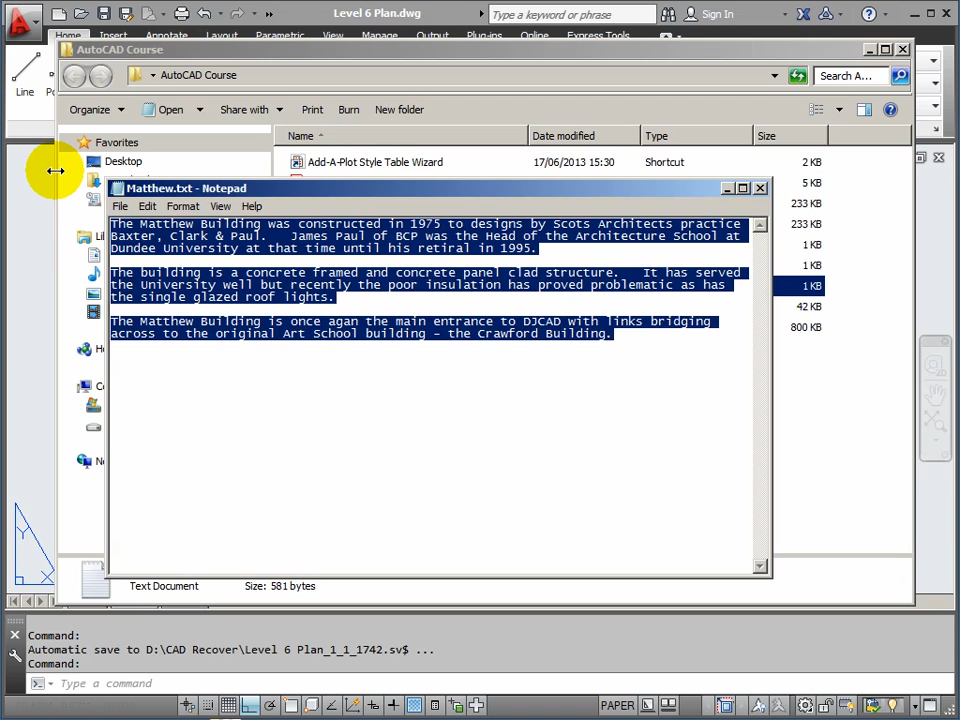 Level 6 Plan.dwg
Type a keyword or phrase
Sign In
Home Insert Annotate Layout Parametric View Manage Output Plug-ins Online Express Tools
Line
AutoCAD Course
AutoCAD Course
Search A...
Organize Open Share with Print Burn New folder
Favorites
Name Date modified Type Size
Desktop
Add-A-Plot Style Table Wizard 17/06/2013 15:30 Shortcut 2 KB
5 KB
233 KB
233 KB
1 KB
1 KB
1 KB
42 KB
800 KB
Matthew.txt - Notepad
File Edit Format View Help
The Matthew Building was constructed in 1975 to designs by Scots Architects practice
Baxter, Clark & Paul. James Paul of BCP was the Head of the Architecture School at
Dundee University at that time until his retiral in 1995.
The building is a concrete framed and concrete panel clad structure. It has served
the University well but recently the poor insulation has proved problematic as has
the single glazed roof lights.
The Matthew Building is once agan the main entrance to DJCAD with links bridging
across to the original Art School building - the Crawford Building.
Text Document Size: 581 bytes
Y
X
Command:
Automatic save to D:\CAD Recover\Level 6 Plan_1_1_1742.sv$ ...
Command:
Type a command
PAPER